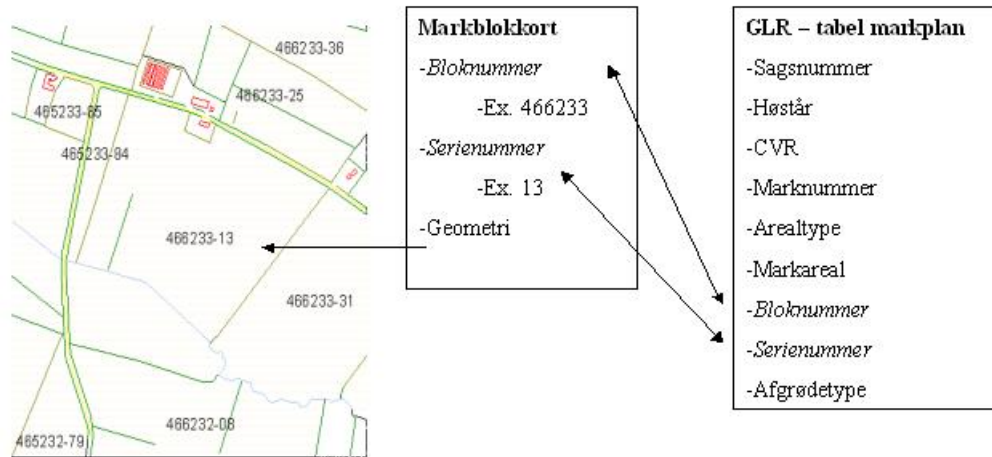 466233-36
466233-25
465233-65
465233-84
466233-13
466233-31
466232-08
465232-79
Markblokkort
-Bloknummer
-Ex. 466233
-Serienummer
-Ex. 13
-Geometri
GLR – tabel markplan
-Sagsnummer
-Høstår
-CVR
-Marknummer
-Arealtype
-Markareal
-Bloknummer
-Serienummer
-Afgrødetype